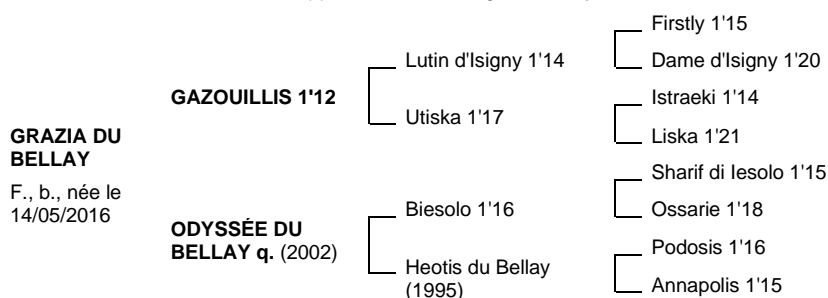 Firstly 1'15
Lutin d'Isigny 1'14
Dame d'Isigny 1'20
GAZOUILLIS 1'12
Istraeki 1'14
Utiska 1'17
Liska 1'21
GRAZIA DU
BELLAY
F., b., née le
14/05/2016
Sharif di Iesolo 1'15
Biesolo 1'16
Ossarie 1'18
ODYSSÉE DU
BELLAY q. (2002)
Podosis 1'16
Heotis du Bellay
(1995)
Annapolis 1'15